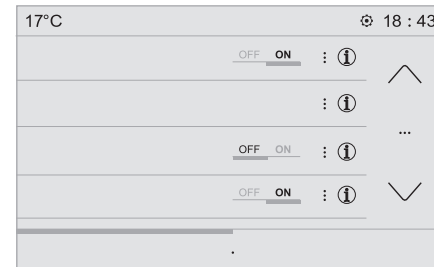 17°C 18 : 43
OFF ON : i
: i
...
OFF ON : i
OFF ON : i
.